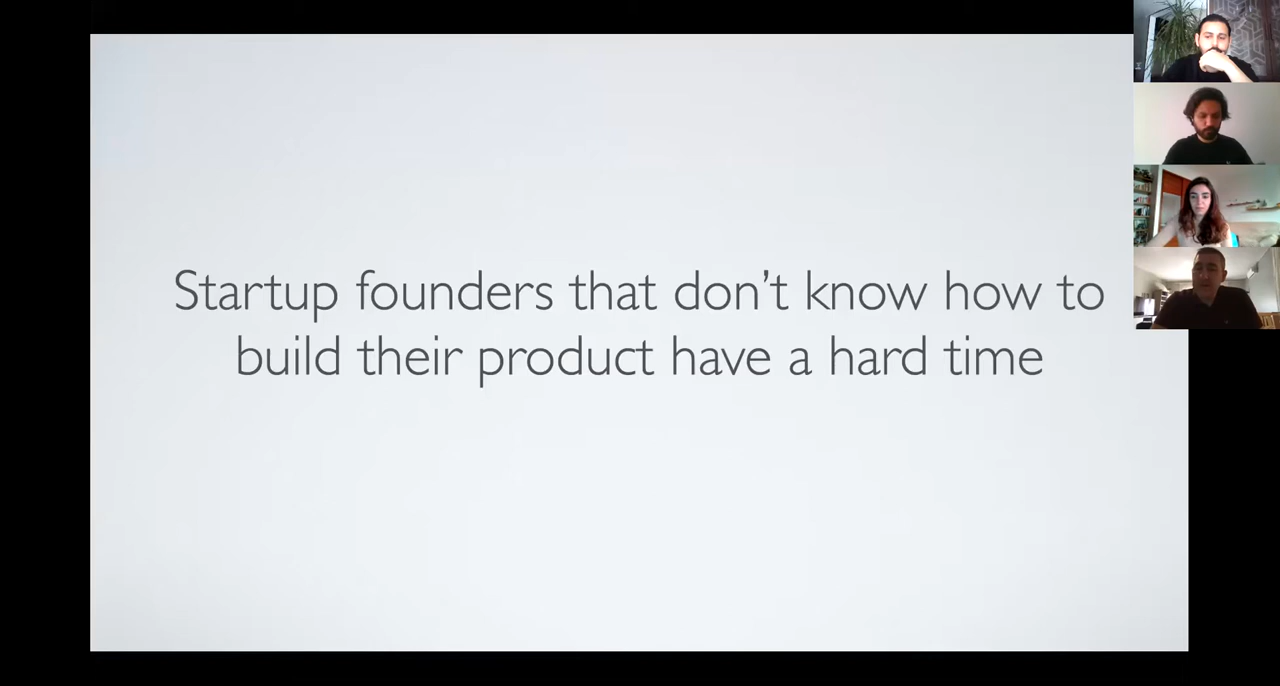 Startup founders that don't know how to
build their product have a hard time